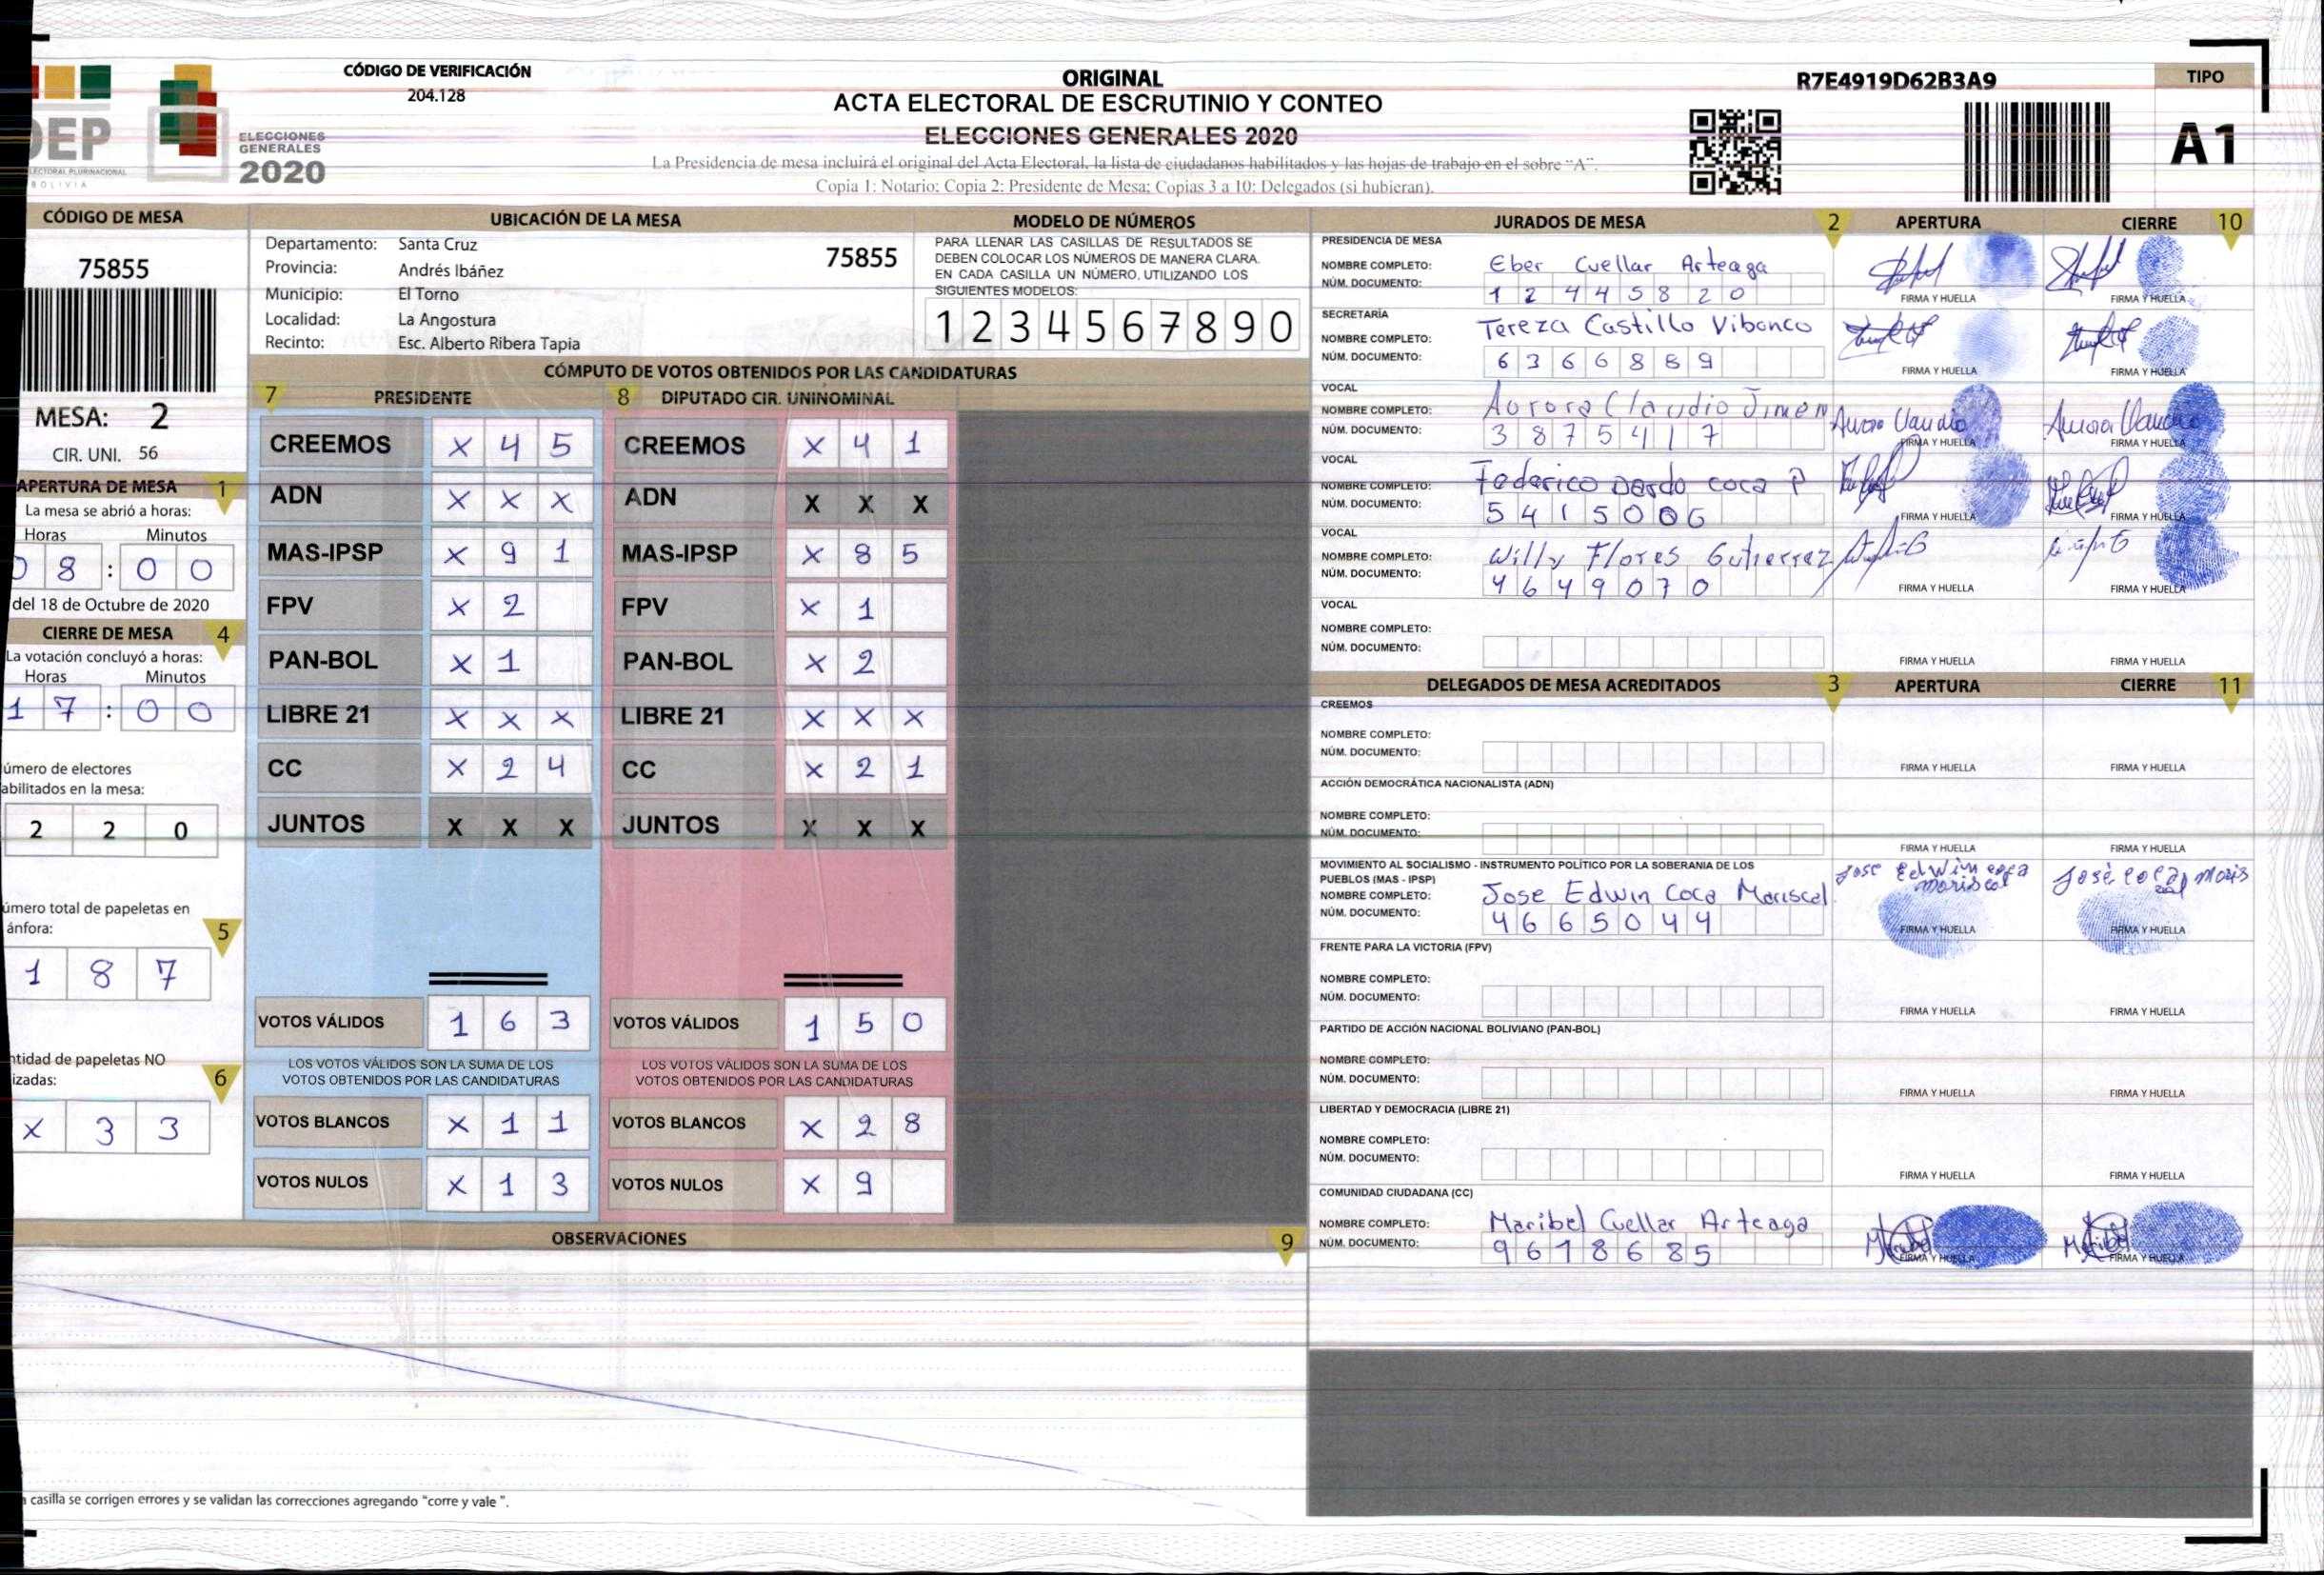 CÓDIGO DE VERIFICACIÓN
204.128
ORIGINAL
ACTA ELECTORAL DE ESCRUTINIO Y CONTEO
ELECCIONES GENERALES 2020
La Presidencia de mesa incluirá el original del Acta Electoral, la lista de ciudadanos habilitados y las hojas de trabajo en el sobre "A".
Copia 1: Notario; Copia 2: Presidente de Mesa; Copias 3 a 10: Delegados (si hubieran).
R7E4919D62B3A9
TIPO
A1
ELECCIONES
GENERALES
2020
BOLIVIA
CÓDIGO DE MESA
75855
MESA: 2
CIR. UNI. 56
APERTURA DE MESA 1
La mesa se abrió a horas:
Horas Minutos
0 8 : 0 0
del 18 de Octubre de 2020
CIERRE DE MESA 4
La votación concluyó a horas:
Horas Minutos
1 7 : 0 0
úmero de electores
abilitados en la mesa:
2 2 0
úmero total de papeletas en
ánfora: 5
1 8 7
ntidad de papeletas NO
izadas: 6
X 3 3
UBICACIÓN DE LA MESA
Departamento: Santa Cruz 75855
Provincia: Andrés Ibáñez
Municipio: El Torno
Localidad: La Angostura
Recinto: Esc. Alberto Ribera Tapia
MODELO DE NÚMEROS
PARA LLENAR LAS CASILLAS DE RESULTADOS SE
DEBEN COLOCAR LOS NÚMEROS DE MANERA CLARA.
EN CADA CASILLA UN NÚMERO, UTILIZANDO LOS
SIGUIENTES MODELOS:
1 2 3 4 5 6 7 8 9 0
CÓMPUTO DE VOTOS OBTENIDOS POR LAS CANDIDATURAS
7 PRESIDENTE
CREEMOS X 4 5
ADN X X X
MAS-IPSP X 9 1
FPV X 2
PAN-BOL X 1
LIBRE 21 X X X
CC X 2 4
JUNTOS X X X
VOTOS VÁLIDOS 1 6 3
LOS VOTOS VÁLIDOS SON LA SUMA DE LOS
VOTOS OBTENIDOS POR LAS CANDIDATURAS
VOTOS BLANCOS X 1 1
VOTOS NULOS X 1 3
8 DIPUTADO CIR. UNINOMINAL
CREEMOS X 4 1
ADN X X X
MAS-IPSP X 8 5
FPV X 1
PAN-BOL X 2
LIBRE 21 X X X
CC X 2 1
JUNTOS X X X
VOTOS VÁLIDOS 1 5 0
LOS VOTOS VÁLIDOS SON LA SUMA DE LOS
VOTOS OBTENIDOS POR LAS CANDIDATURAS
VOTOS BLANCOS X 2 8
VOTOS NULOS X 9
OBSERVACIONES 9
casilla se corrigen errores y se validan las correcciones agregando "corre y vale ".
JURADOS DE MESA 2 APERTURA CIERRE 10
PRESIDENCIA DE MESA
NOMBRE COMPLETO: Eber Cuellar Arteaga
NÚM. DOCUMENTO: 1 2 4 4 5 8 2 0
FIRMA Y HUELLA FIRMA Y HUELLA
SECRETARÍA
NOMBRE COMPLETO: Tereza Castillo Vibanco
NÚM. DOCUMENTO: 6 3 6 6 8 8 9
FIRMA Y HUELLA FIRMA Y HUELLA
VOCAL
NOMBRE COMPLETO: Aurora Claudio Jimen
NÚM. DOCUMENTO: 3 8 7 5 4 1 7
FIRMA Y HUELLA FIRMA Y HUELLA
VOCAL
NOMBRE COMPLETO: Federico Dardo coca P
NÚM. DOCUMENTO: 5 4 1 5 0 0 6
FIRMA Y HUELLA FIRMA Y HUELLA
VOCAL
NOMBRE COMPLETO: Willy Flores Gutierrez
NÚM. DOCUMENTO: 4 6 4 9 0 7 0
FIRMA Y HUELLA FIRMA Y HUELLA
VOCAL
NOMBRE COMPLETO:
NÚM. DOCUMENTO:
FIRMA Y HUELLA FIRMA Y HUELLA
DELEGADOS DE MESA ACREDITADOS 3 APERTURA CIERRE 11
CREEMOS
NOMBRE COMPLETO:
NÚM. DOCUMENTO:
FIRMA Y HUELLA FIRMA Y HUELLA
ACCIÓN DEMOCRÁTICA NACIONALISTA (ADN)
NOMBRE COMPLETO:
NÚM. DOCUMENTO:
FIRMA Y HUELLA FIRMA Y HUELLA
MOVIMIENTO AL SOCIALISMO - INSTRUMENTO POLÍTICO POR LA SOBERANIA DE LOS
PUEBLOS (MAS - IPSP)
NOMBRE COMPLETO: Jose Edwin Coca Mariscal
NÚM. DOCUMENTO: 4 6 6 5 0 4 4
FIRMA Y HUELLA FIRMA Y HUELLA
FRENTE PARA LA VICTORIA (FPV)
NOMBRE COMPLETO:
NÚM. DOCUMENTO:
FIRMA Y HUELLA FIRMA Y HUELLA
PARTIDO DE ACCIÓN NACIONAL BOLIVIANO (PAN-BOL)
NOMBRE COMPLETO:
NÚM. DOCUMENTO:
FIRMA Y HUELLA FIRMA Y HUELLA
LIBERTAD Y DEMOCRACIA (LIBRE 21)
NOMBRE COMPLETO:
NÚM. DOCUMENTO:
FIRMA Y HUELLA FIRMA Y HUELLA
COMUNIDAD CIUDADANA (CC)
NOMBRE COMPLETO: Maribel Cuellar Arteaga
NÚM. DOCUMENTO: 9 6 7 8 6 8 5
FIRMA Y HUELLA FIRMA Y HUELLA